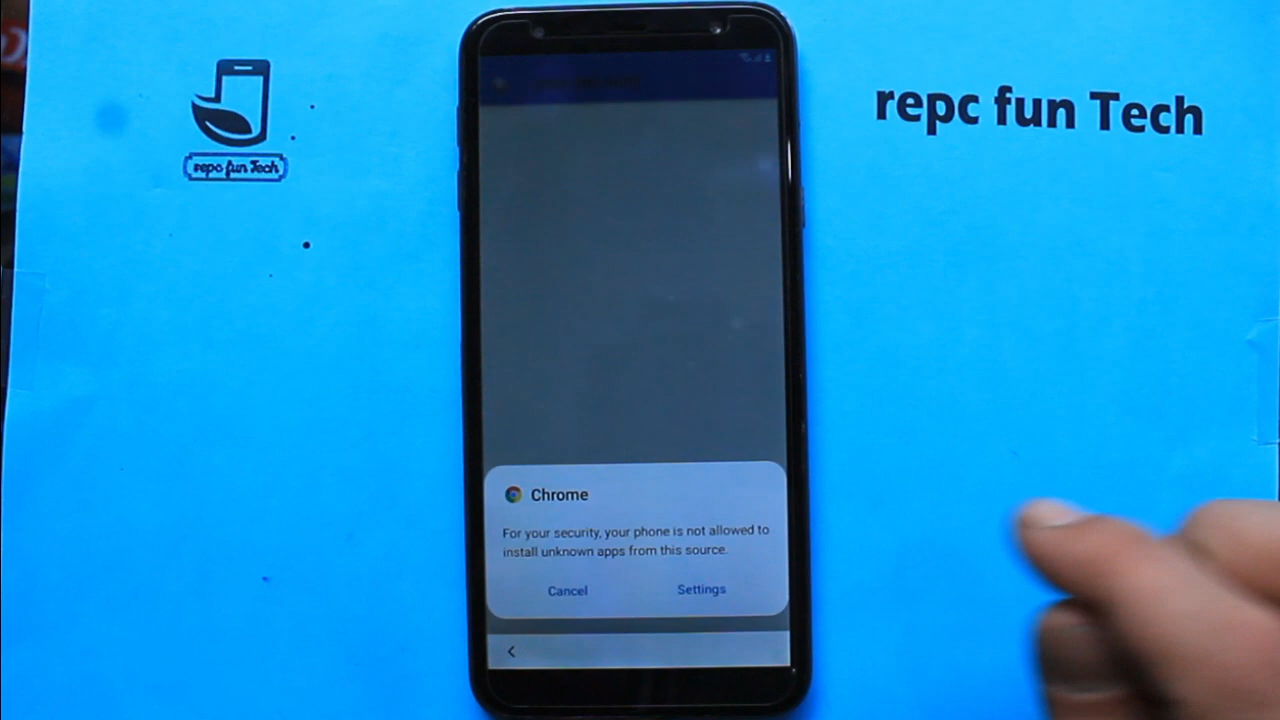 repc fun Tech
repc fun Tech
Chrome
For your security, your phone is not allowed to
install unknown apps from this source.
Cancel
Settings